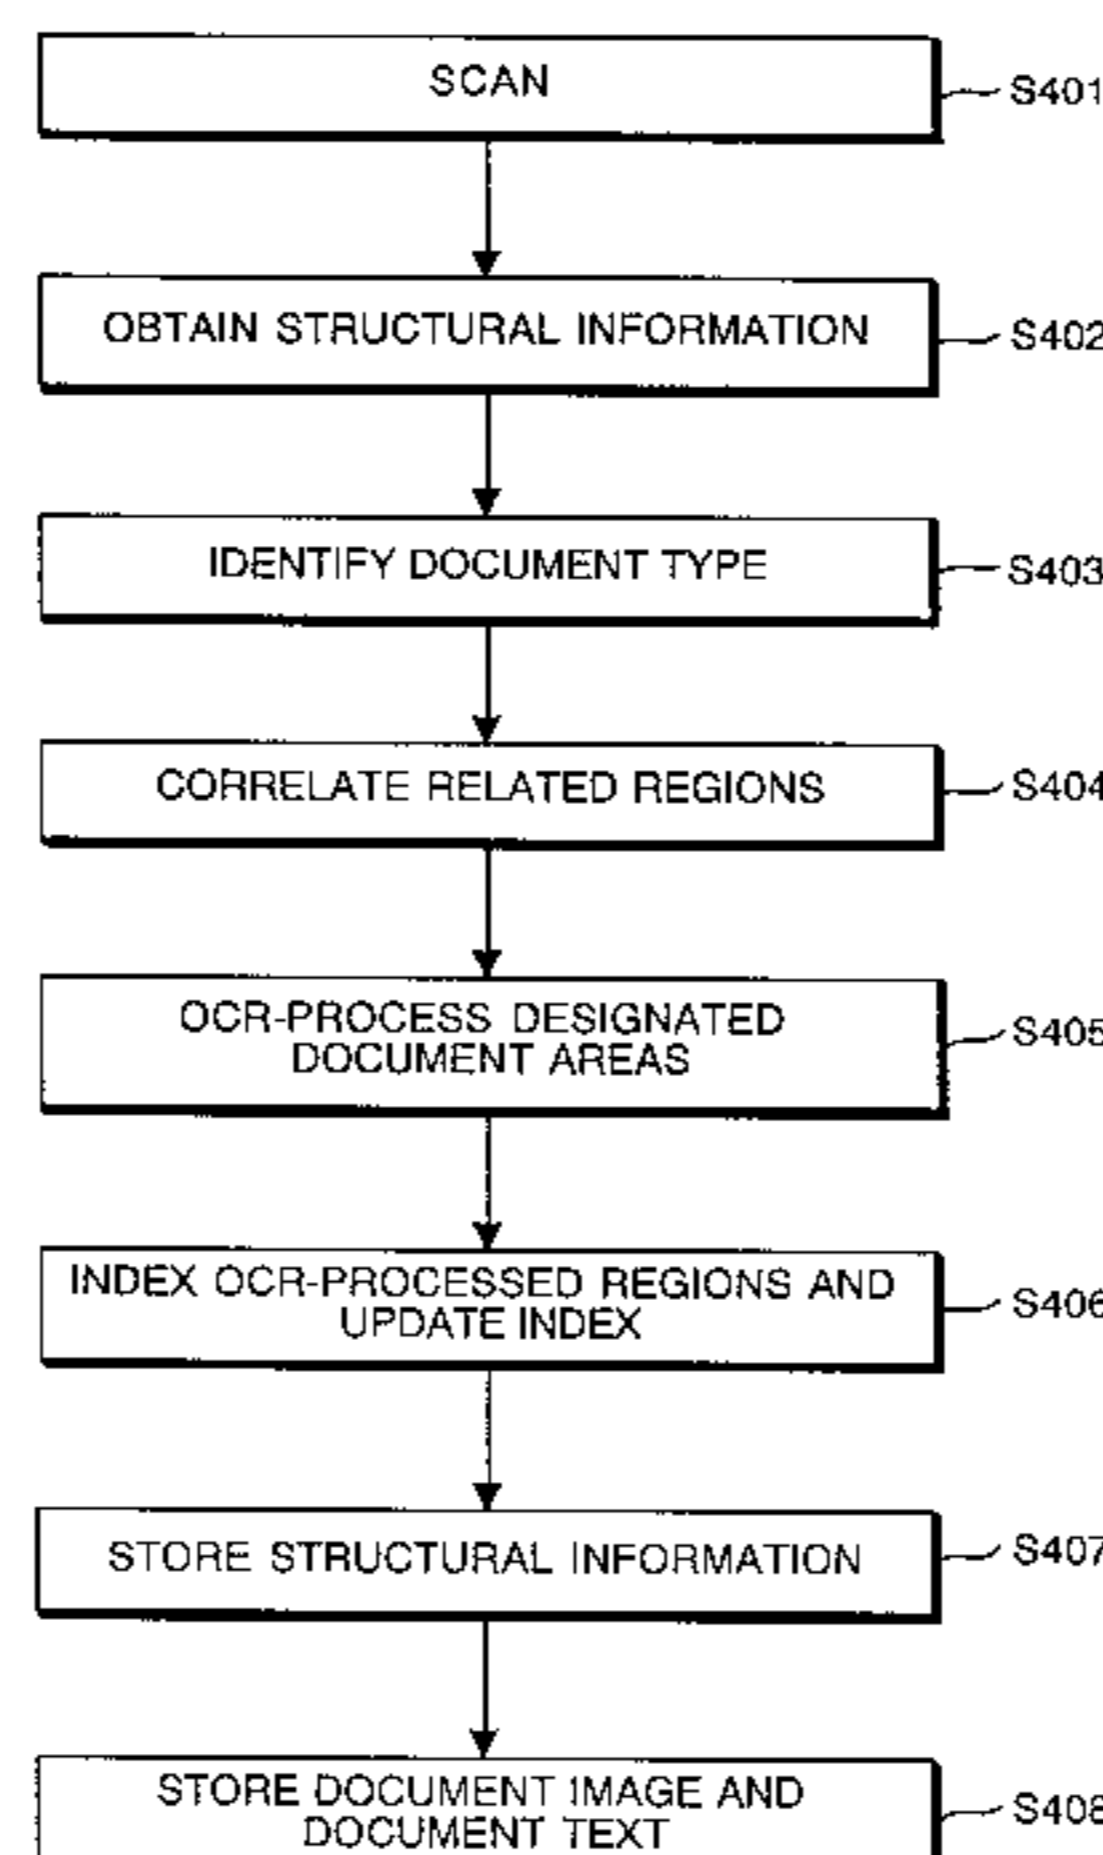 SCAN
S401
OBTAIN STRUCTURAL INFORMATION
S402
IDENTIFY DOCUMENT TYPE
S403
CORRELATE RELATED REGIONS
S404
OCR-PROCESS DESIGNATED
DOCUMENT AREAS
S405
INDEX OCR-PROCESSED REGIONS AND
UPDATE INDEX
S406
STORE STRUCTURAL INFORMATION
S407
STORE DOCUMENT IMAGE AND
DOCUMENT TEXT
S408